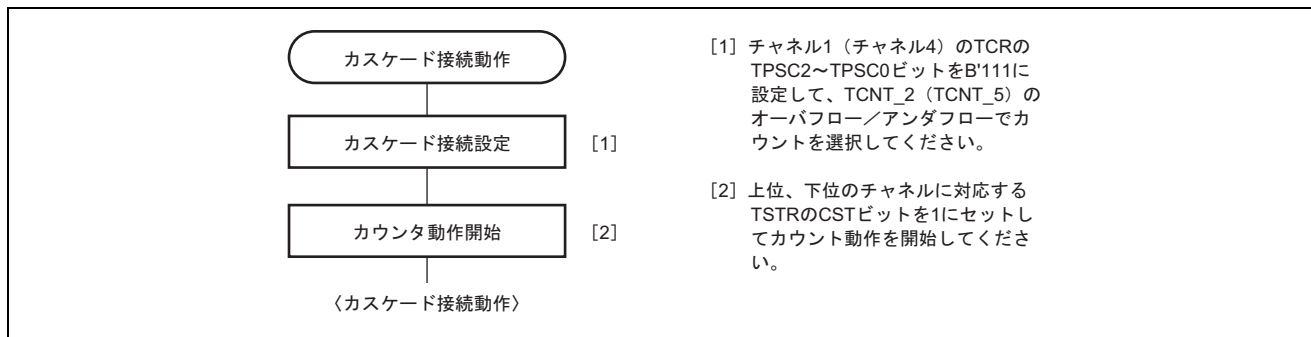 カスケード接続動作
カスケード接続設定 [1]
カウンタ動作開始 [2]
〈カスケード接続動作〉
[1] チャネル1（チャネル4）のTCRの
TPSC2～TPSC0ビットをB'111に
設定して、TCNT_2（TCNT_5）の
オーバフロー／アンダフローでカ
ウントを選択してください。
[2] 上位、下位のチャネルに対応する
TSTRのCSTビットを1にセットし
てカウント動作を開始してくださ
い。